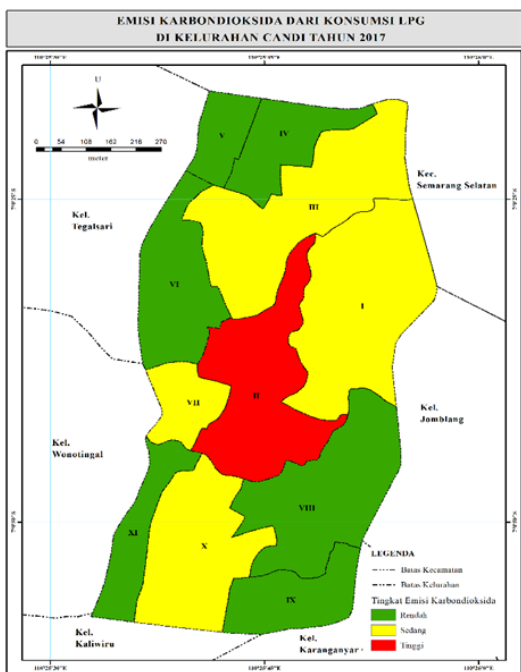 EMISI KARBONDIOKSIDA DARI KONSUMSI LPG
DI KELURAHAN CANDI TAHUN 2017
U
0 54 108 162 216 270
meter
V
IV
Kec.
Semarang Selatan
Kel.
Tegalsari
III
VI
I
VII
II
Kel.
Jomblang
Kel.
Wonotingal
VIII
XI
X
IX
LEGENDA
Batas Kecamatan
Batas Kelurahan
Tingkat Emisi Karbondioksida
Rendah
Sedang
Tinggi
Kel.
Kaliwiru
Kel.
Karanganyar